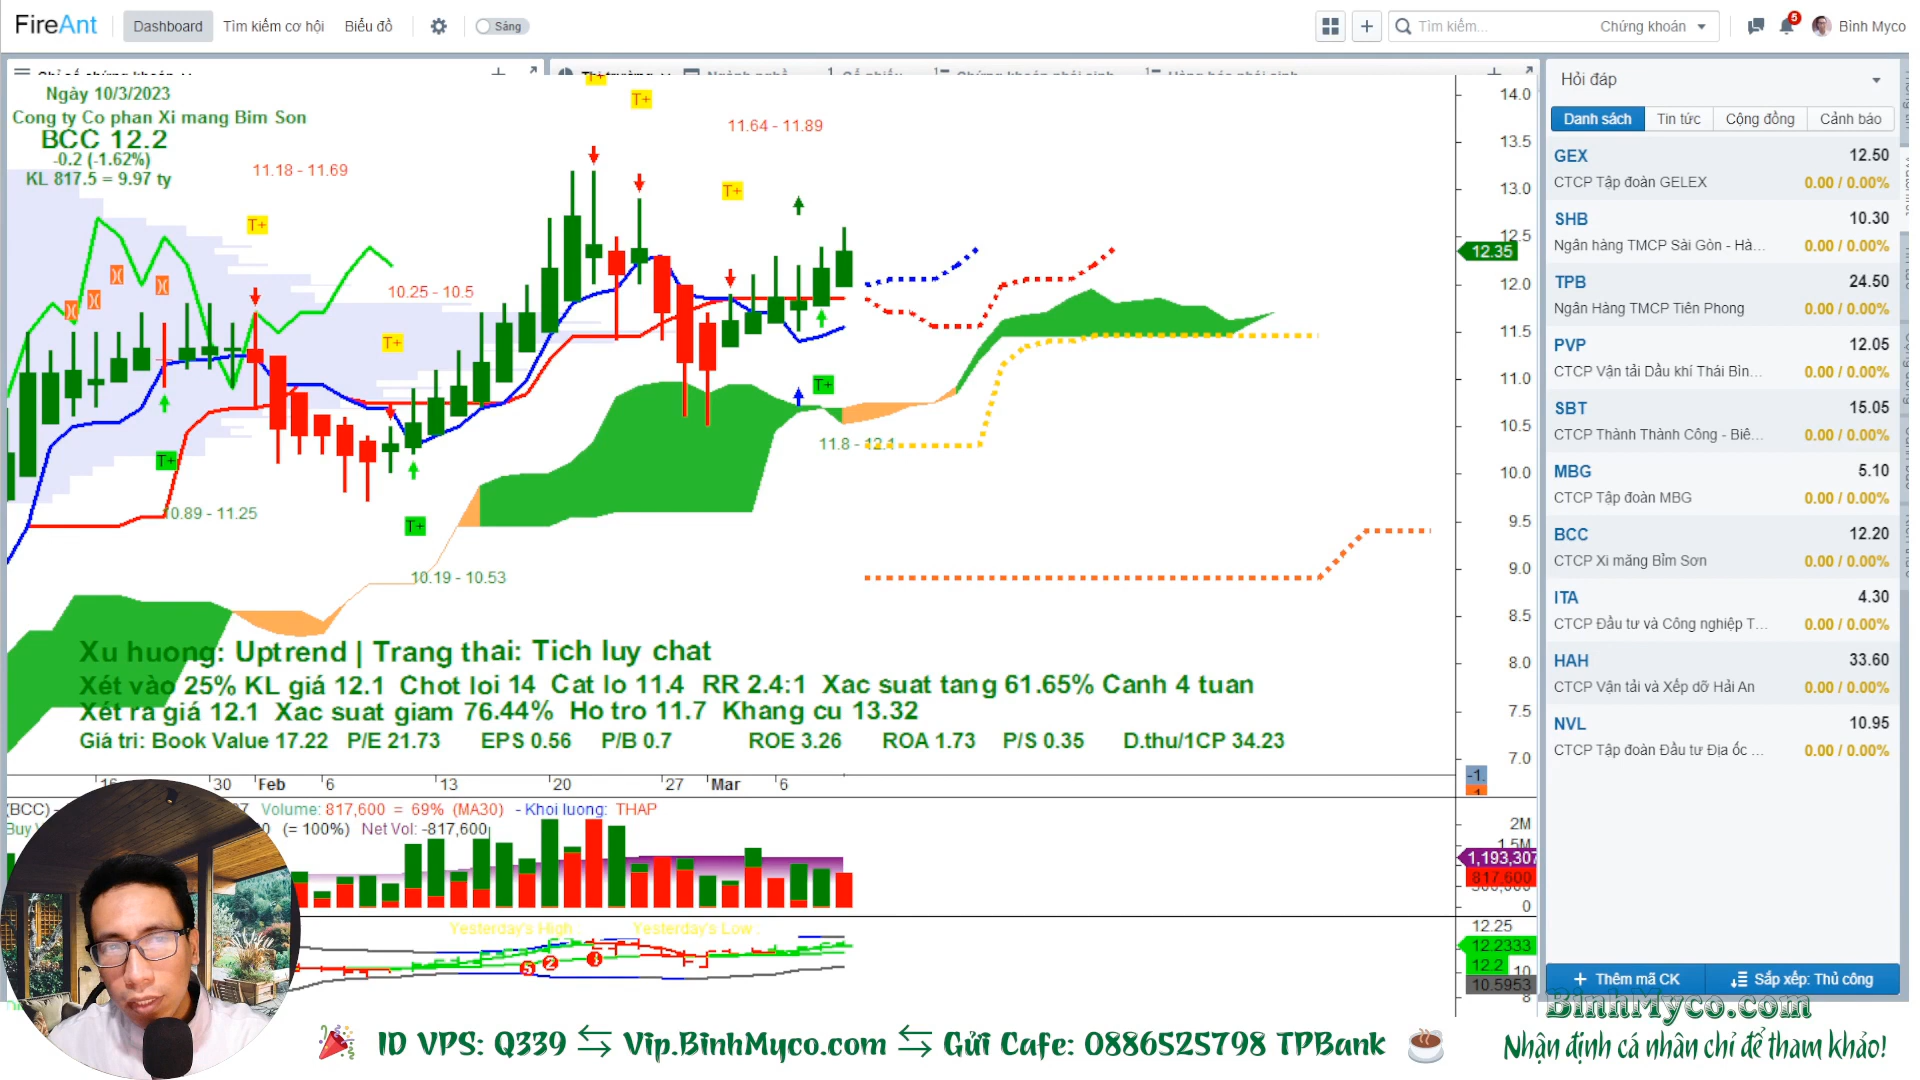 FireAnt
Dashboard
Tìm kiếm cơ hội
Biểu đồ
Sáng
Tìm kiếm...
Chứng khoán
5
Bình Myco
Ngày 10/3/2023
Cong ty Co phan Xi mang Bim Son
BCC 12.2
-0.2 (-1.62%)
KL 817.5 = 9.97 ty
11.18 - 11.69
10.25 - 10.5
11.64 - 11.89
T+
T+
T+
T+
T+
T+
T+
T+
10.89 - 11.25
10.19 - 10.53
11.8 - 12.1
14.0
13.5
13.0
12.5
12.35
12.0
11.5
11.0
10.5
10.0
9.5
9.0
8.5
8.0
7.5
7.0
Xu huong: Uptrend | Trang thai: Tich luy chat
Xét vào 25% KL giá 12.1 Chot loi 14 Cat lo 11.4 RR 2.4:1 Xac suat tang 61.65% Canh 4 tuan
Xét ra giá 12.1 Xac suat giam 76.44% Ho tro 11.7 Khang cu 13.32
Giá trị: Book Value 17.22 P/E 21.73 EPS 0.56 P/B 0.7 ROE 3.26 ROA 1.73 P/S 0.35 D.thu/1CP 34.23
30 Feb 6 13 20 27 Mar 6
(BCC) - Volume: 817,600 = 69% (MA30) - Khoi luong: THAP
(= 100%) Net Vol: -817,600
2M
1.5M
1,193,307
817,600
0
Yesterday's High : Yesterday's Low :
12.25
12.2333
12.2
10
10.5953
8
Hỏi đáp
Danh sách
Tin tức
Cộng đồng
Cảnh báo
GEX 12.50
CTCP Tập đoàn GELEX 0.00 / 0.00%
SHB 10.30
Ngân hàng TMCP Sài Gòn - Hà... 0.00 / 0.00%
TPB 24.50
Ngân Hàng TMCP Tiên Phong 0.00 / 0.00%
PVP 12.05
CTCP Vận tải Dầu khí Thái Bìn... 0.00 / 0.00%
SBT 15.05
CTCP Thành Thành Công - Biê... 0.00 / 0.00%
MBG 5.10
CTCP Tập đoàn MBG 0.00 / 0.00%
BCC 12.20
CTCP Xi măng Bỉm Sơn 0.00 / 0.00%
ITA 4.30
CTCP Đầu tư và Công nghiệp T... 0.00 / 0.00%
HAH 33.60
CTCP Vận tải và Xếp dỡ Hải An 0.00 / 0.00%
NVL 10.95
CTCP Tập đoàn Đầu tư Địa ốc ... 0.00 / 0.00%
Thêm mã CK
Sắp xếp: Thủ công
BinhMyco.com
ID VPS: Q339 ⇆ Vip.BinhMyco.com ⇆ Gửi Cafe: 0886525798 TPBank
Nhận định cá nhân chỉ để tham khảo!